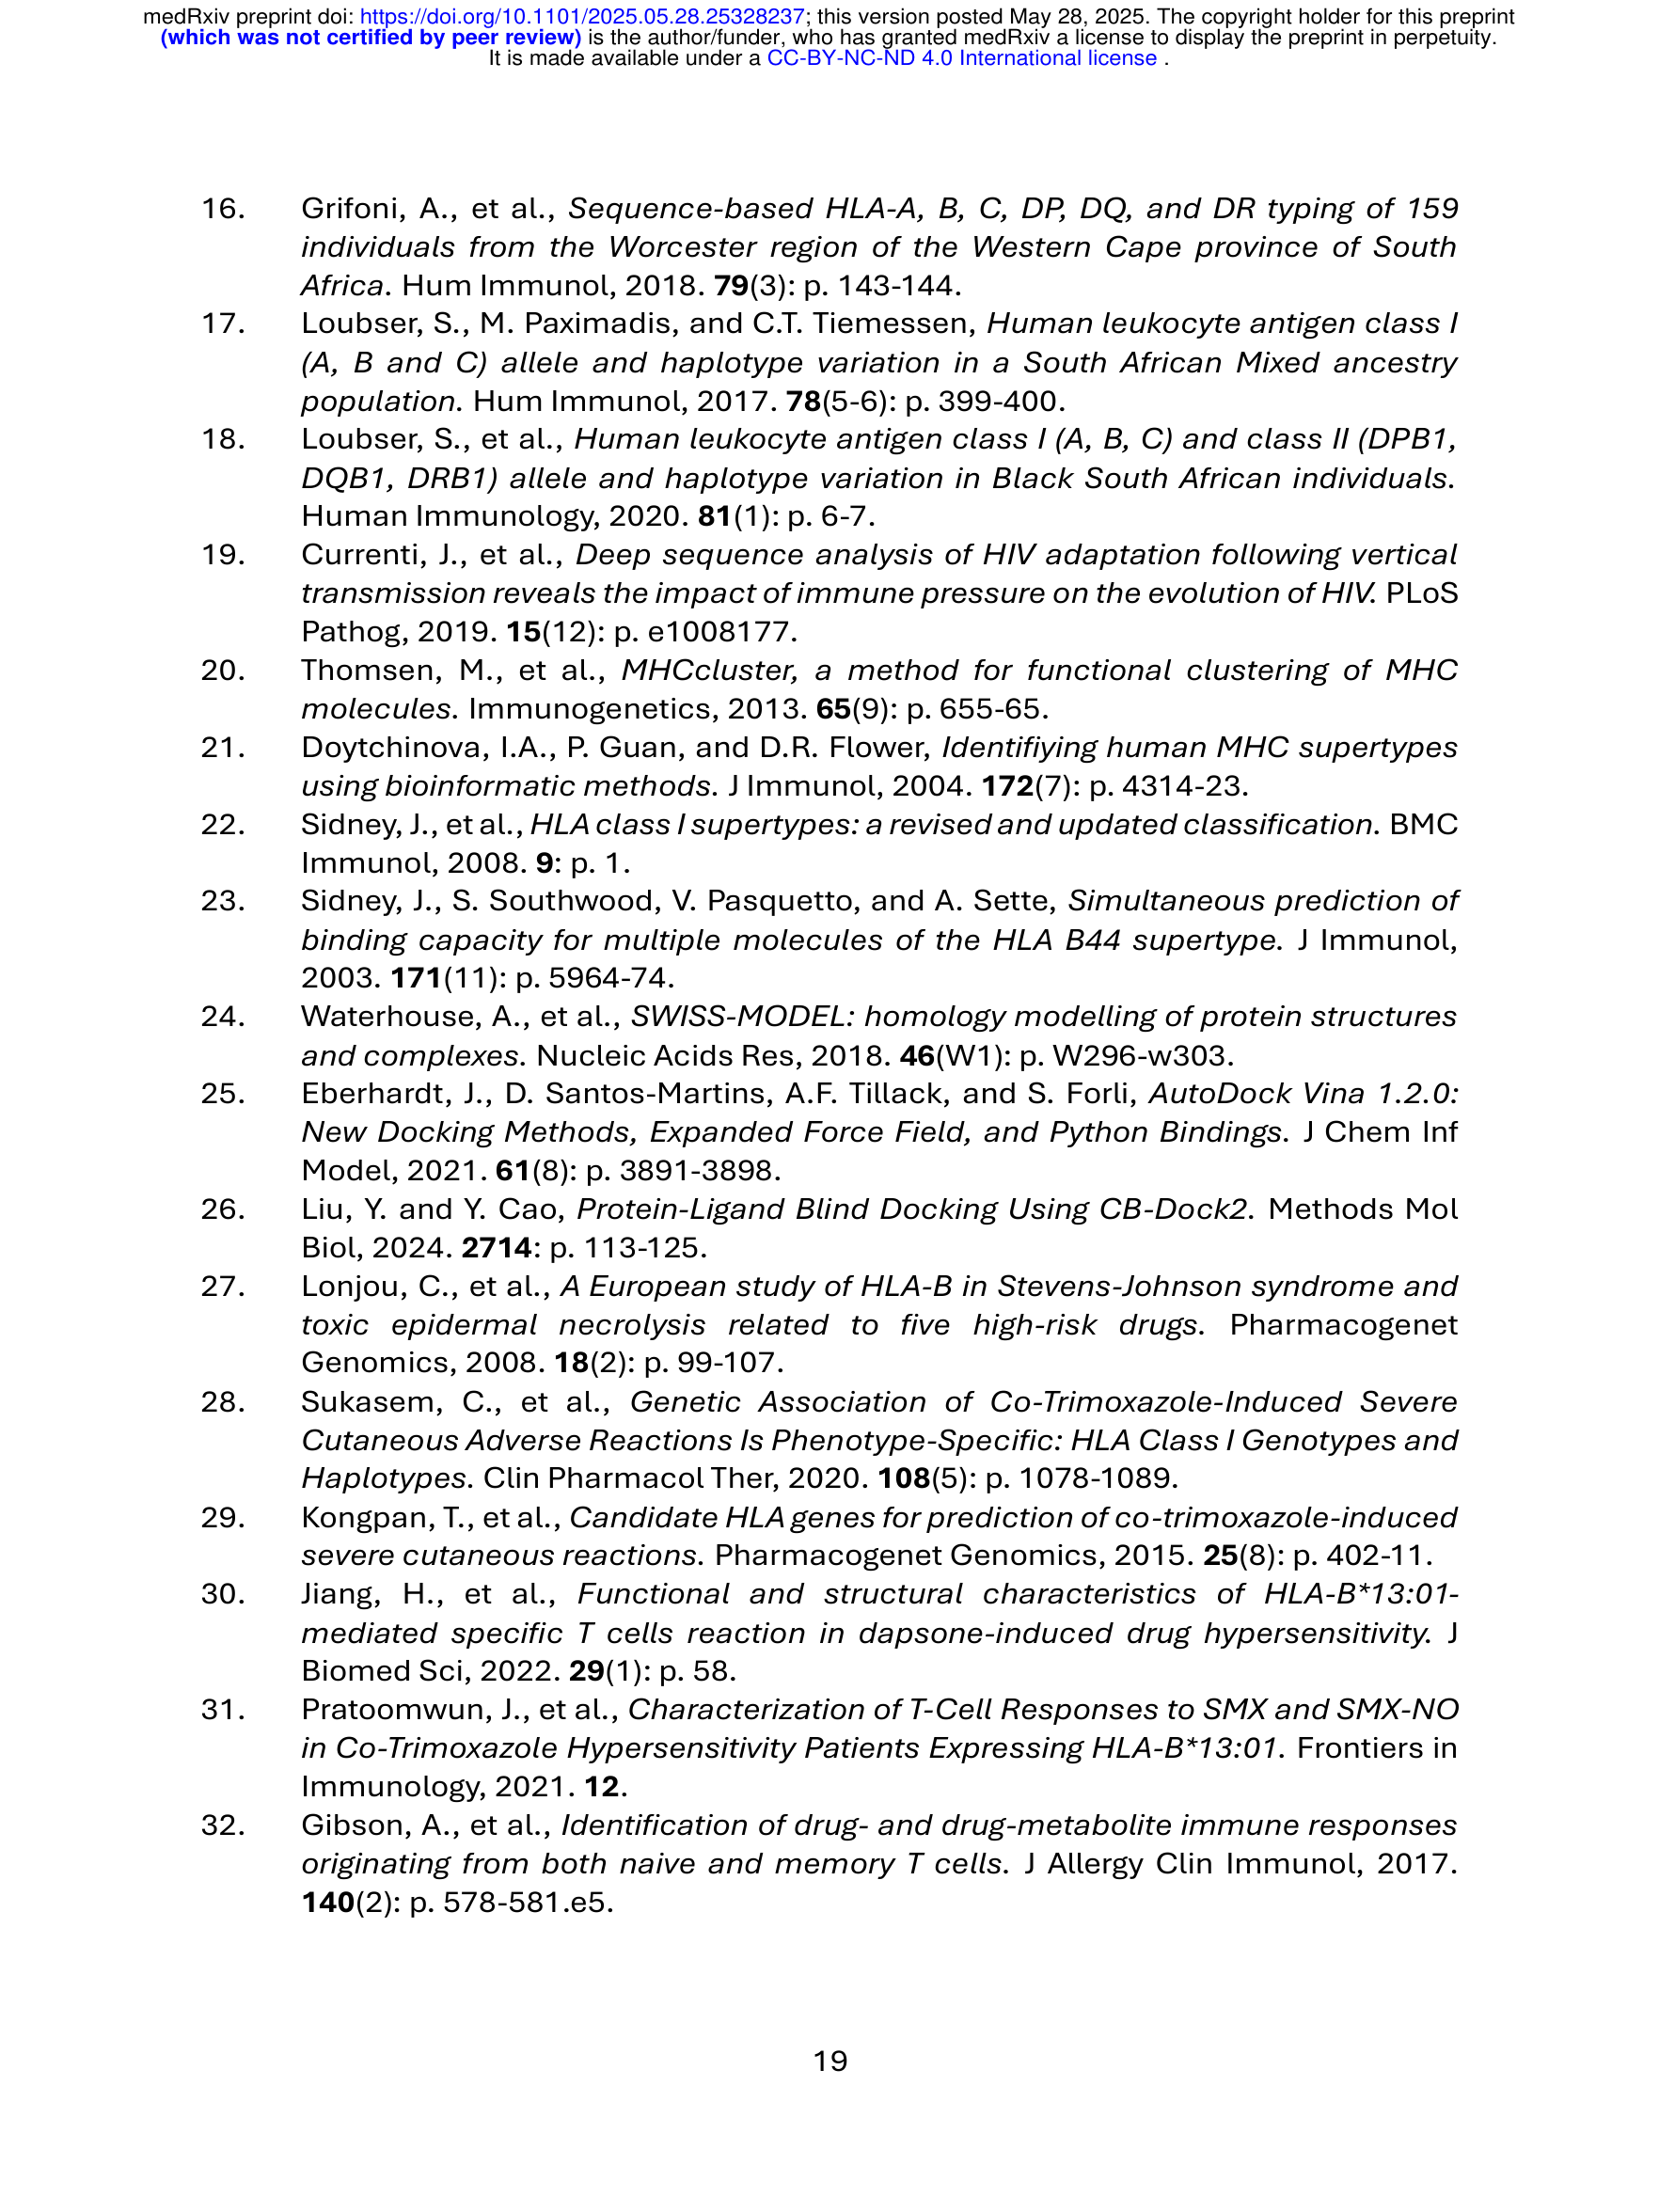 medRxiv preprint doi: https://doi.org/10.1101/2025.05.28.25328237; this version posted May 28, 2025. The copyright holder for this preprint
(which was not certified by peer review) is the author/funder, who has granted medRxiv a license to display the preprint in perpetuity.
It is made available under a CC-BY-NC-ND 4.0 International license .
16. Grifoni, A., et al., Sequence-based HLA-A, B, C, DP, DQ, and DR typing of 159
individuals from the Worcester region of the Western Cape province of South
Africa. Hum Immunol, 2018. 79(3): p. 143-144.
17. Loubser, S., M. Paximadis, and C.T. Tiemessen, Human leukocyte antigen class I
(A, B and C) allele and haplotype variation in a South African Mixed ancestry
population. Hum Immunol, 2017. 78(5-6): p. 399-400.
18. Loubser, S., et al., Human leukocyte antigen class I (A, B, C) and class II (DPB1,
DQB1, DRB1) allele and haplotype variation in Black South African individuals.
Human Immunology, 2020. 81(1): p. 6-7.
19. Currenti, J., et al., Deep sequence analysis of HIV adaptation following vertical
transmission reveals the impact of immune pressure on the evolution of HIV. PLoS
Pathog, 2019. 15(12): p. e1008177.
20. Thomsen, M., et al., MHCcluster, a method for functional clustering of MHC
molecules. Immunogenetics, 2013. 65(9): p. 655-65.
21. Doytchinova, I.A., P. Guan, and D.R. Flower, Identifiying human MHC supertypes
using bioinformatic methods. J Immunol, 2004. 172(7): p. 4314-23.
22. Sidney, J., et al., HLA class I supertypes: a revised and updated classification. BMC
Immunol, 2008. 9: p. 1.
23. Sidney, J., S. Southwood, V. Pasquetto, and A. Sette, Simultaneous prediction of
binding capacity for multiple molecules of the HLA B44 supertype. J Immunol,
2003. 171(11): p. 5964-74.
24. Waterhouse, A., et al., SWISS-MODEL: homology modelling of protein structures
and complexes. Nucleic Acids Res, 2018. 46(W1): p. W296-w303.
25. Eberhardt, J., D. Santos-Martins, A.F. Tillack, and S. Forli, AutoDock Vina 1.2.0:
New Docking Methods, Expanded Force Field, and Python Bindings. J Chem Inf
Model, 2021. 61(8): p. 3891-3898.
26. Liu, Y. and Y. Cao, Protein-Ligand Blind Docking Using CB-Dock2. Methods Mol
Biol, 2024. 2714: p. 113-125.
27. Lonjou, C., et al., A European study of HLA-B in Stevens-Johnson syndrome and
toxic epidermal necrolysis related to five high-risk drugs. Pharmacogenet
Genomics, 2008. 18(2): p. 99-107.
28. Sukasem, C., et al., Genetic Association of Co-Trimoxazole-Induced Severe
Cutaneous Adverse Reactions Is Phenotype-Specific: HLA Class I Genotypes and
Haplotypes. Clin Pharmacol Ther, 2020. 108(5): p. 1078-1089.
29. Kongpan, T., et al., Candidate HLA genes for prediction of co-trimoxazole-induced
severe cutaneous reactions. Pharmacogenet Genomics, 2015. 25(8): p. 402-11.
30. Jiang, H., et al., Functional and structural characteristics of HLA-B*13:01-
mediated specific T cells reaction in dapsone-induced drug hypersensitivity. J
Biomed Sci, 2022. 29(1): p. 58.
31. Pratoomwun, J., et al., Characterization of T-Cell Responses to SMX and SMX-NO
in Co-Trimoxazole Hypersensitivity Patients Expressing HLA-B*13:01. Frontiers in
Immunology, 2021. 12.
32. Gibson, A., et al., Identification of drug- and drug-metabolite immune responses
originating from both naive and memory T cells. J Allergy Clin Immunol, 2017.
140(2): p. 578-581.e5.
19